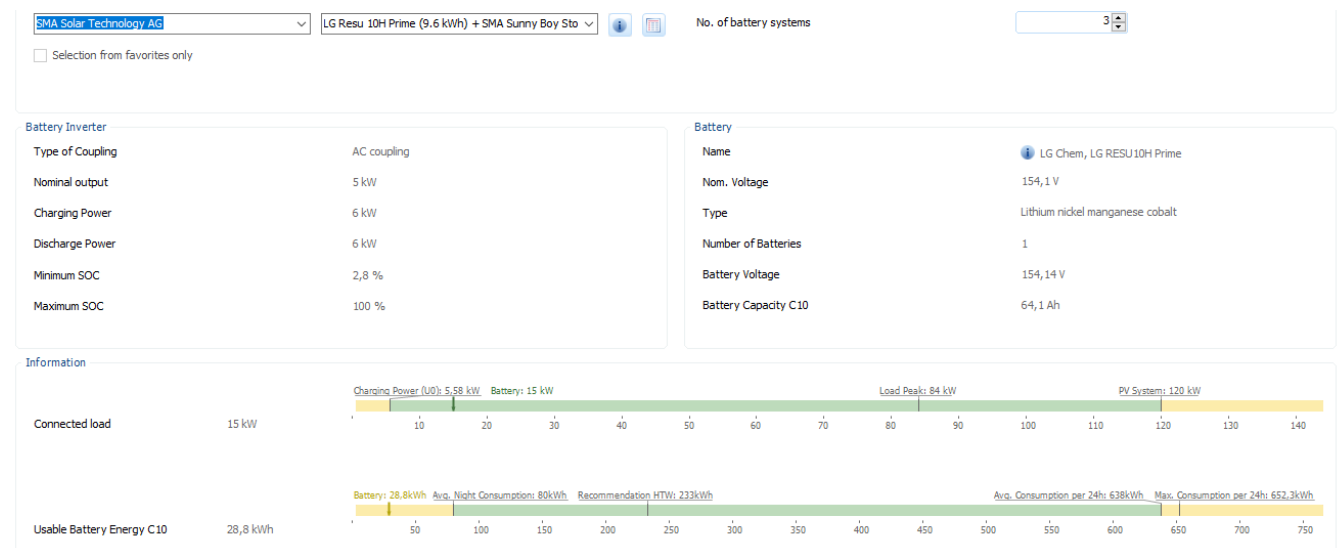 SMA Solar Technology AG LG Resu 10H Prime (9.6 kWh) + SMA Sunny Boy Sto No. of battery systems 3
Selection from favorites only
Battery Inverter
Type of Coupling AC coupling
Nominal output 5 kW
Charging Power 6 kW
Discharge Power 6 kW
Minimum SOC 2,8 %
Maximum SOC 100 %
Battery
Name LG Chem, LG RESU10H Prime
Nom. Voltage 154,1 V
Type Lithium nickel manganese cobalt
Number of Batteries 1
Battery Voltage 154,14 V
Battery Capacity C10 64,1 Ah
Information
Charging Power (U0): 5,58 kW Battery: 15 kW Load Peak: 84 kW PV System: 120 kW
Connected load 15 kW 10 20 30 40 50 60 70 80 90 100 110 120 130 140
Battery: 28,8kWh Avg. Night Consumption: 80kWh Recommendation HTW: 233kWh Avg. Consumption per 24h: 638kWh Max. Consumption per 24h: 652,3kWh
Usable Battery Energy C10 28,8 kWh 50 100 150 200 250 300 350 400 450 500 550 600 650 700 750